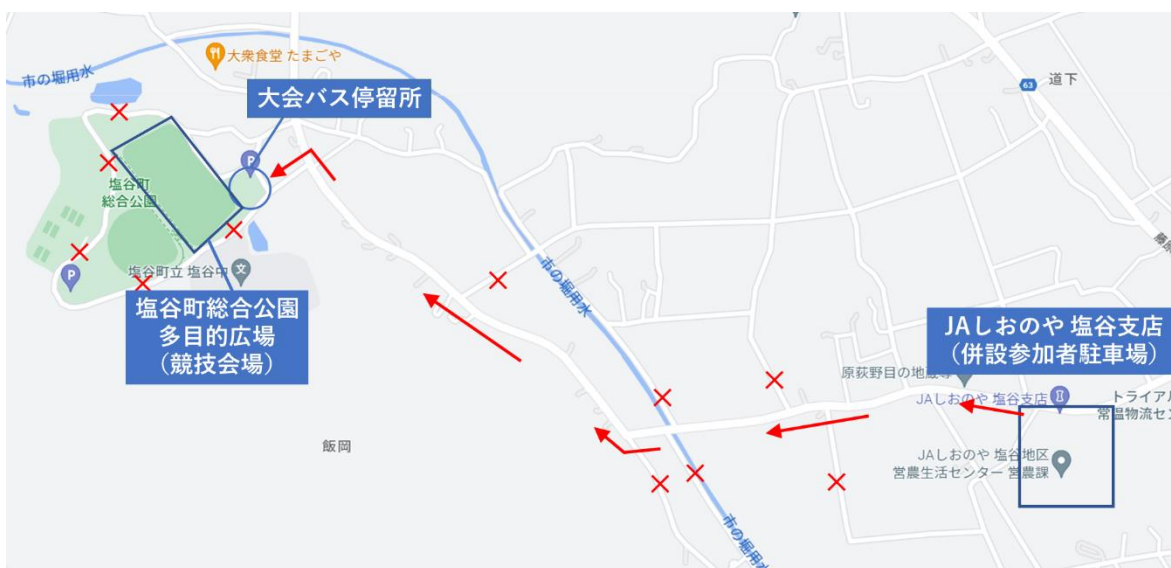 市の堀用水
大衆食堂 たまごや
大会バス停留所
63
道下
P
塩谷町
総合公園
P
塩谷町立 塩谷中
文
塩谷町総合公園
多目的広場
（競技会場）
市の堀用水
JAしおのや 塩谷支店
（併設参加者駐車場）
原荻野目の地蔵尊
JAしおのや 塩谷支店
トライアル
常温物流セン
飯岡
JAしおのや 塩谷地区
営農生活センター 営農課
市の堀用水